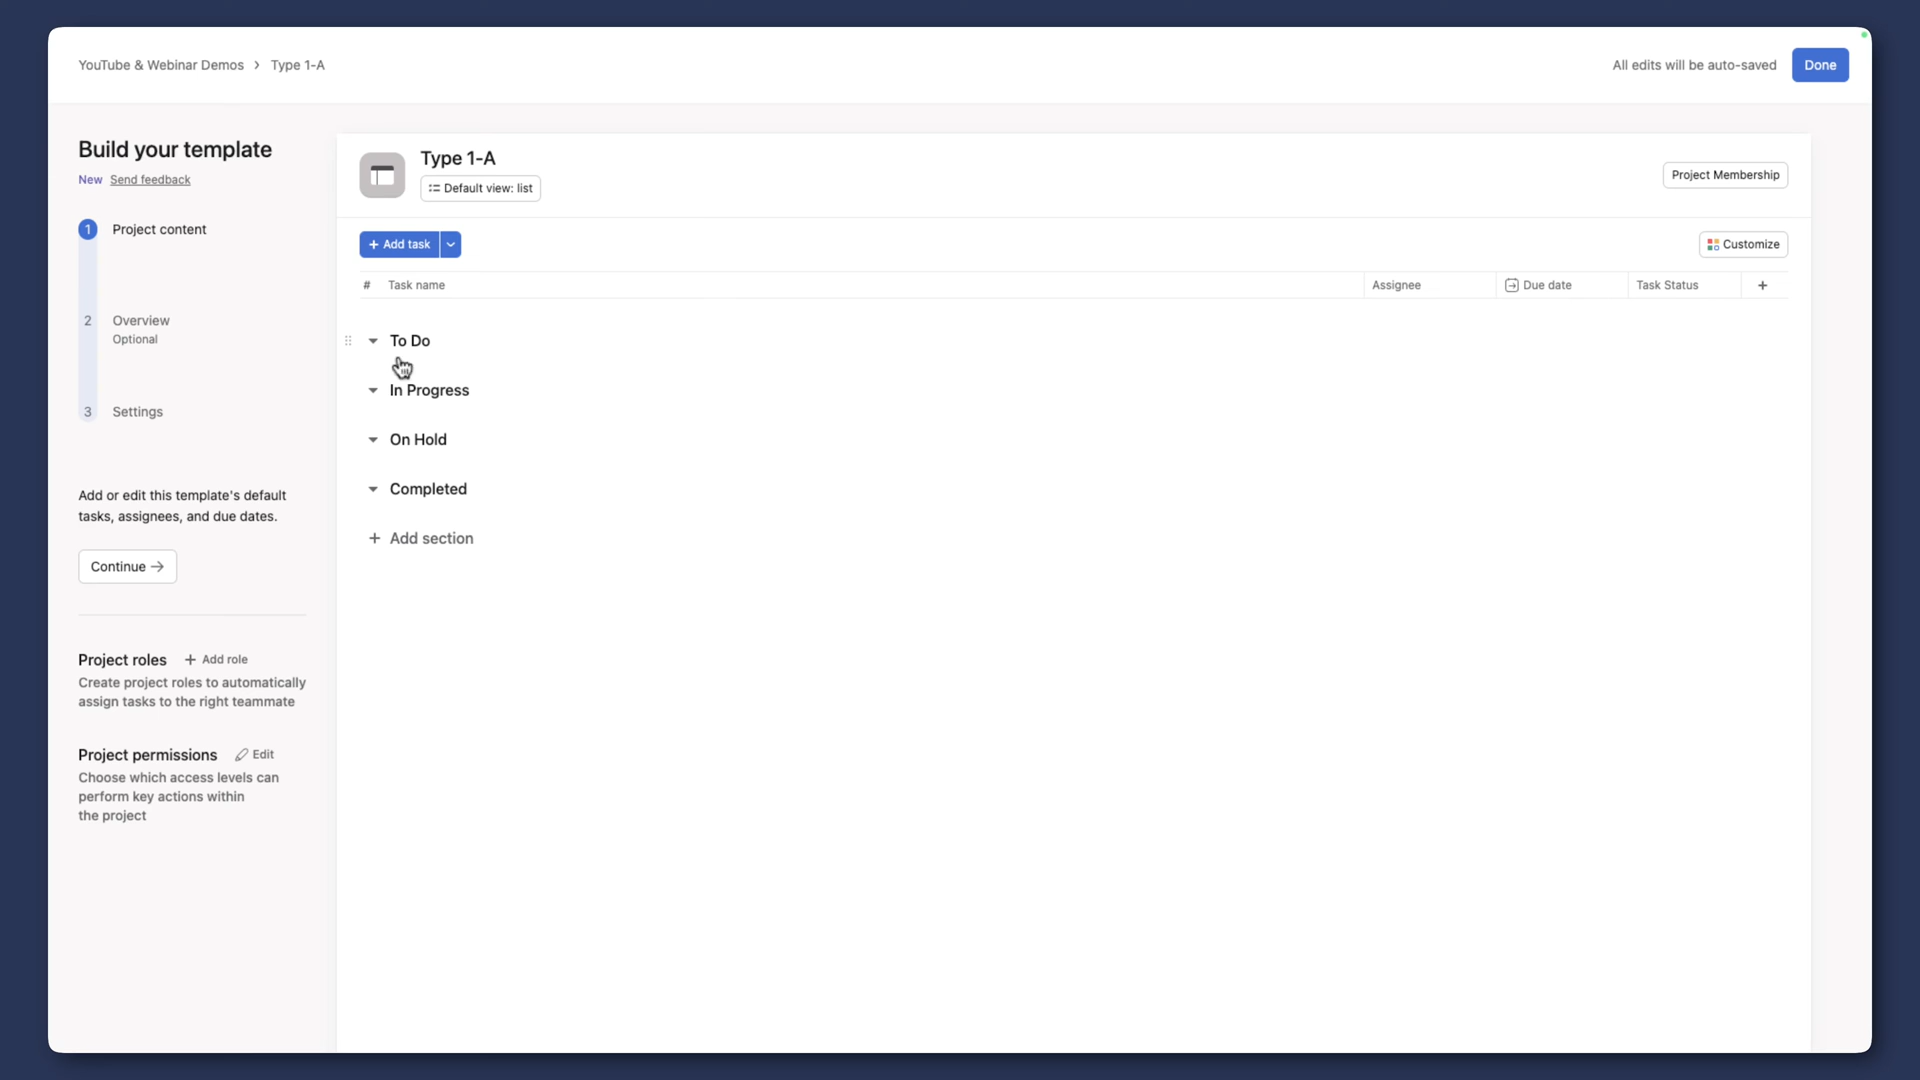 YouTube & Webinar Demos > Type 1-A
All edits will be auto-saved
Done
Build your template
New Send feedback
1 Project content
2 Overview
Optional
3 Settings
Add or edit this template's default
tasks, assignees, and due dates.
Continue →
Project roles + Add role
Create project roles to automatically
assign tasks to the right teammate
Project permissions Edit
Choose which access levels can
perform key actions within
the project
Type 1-A
Default view: list
Project Membership
+ Add task
Customize
# Task name Assignee Due date Task Status +
To Do
In Progress
On Hold
Completed
+ Add section